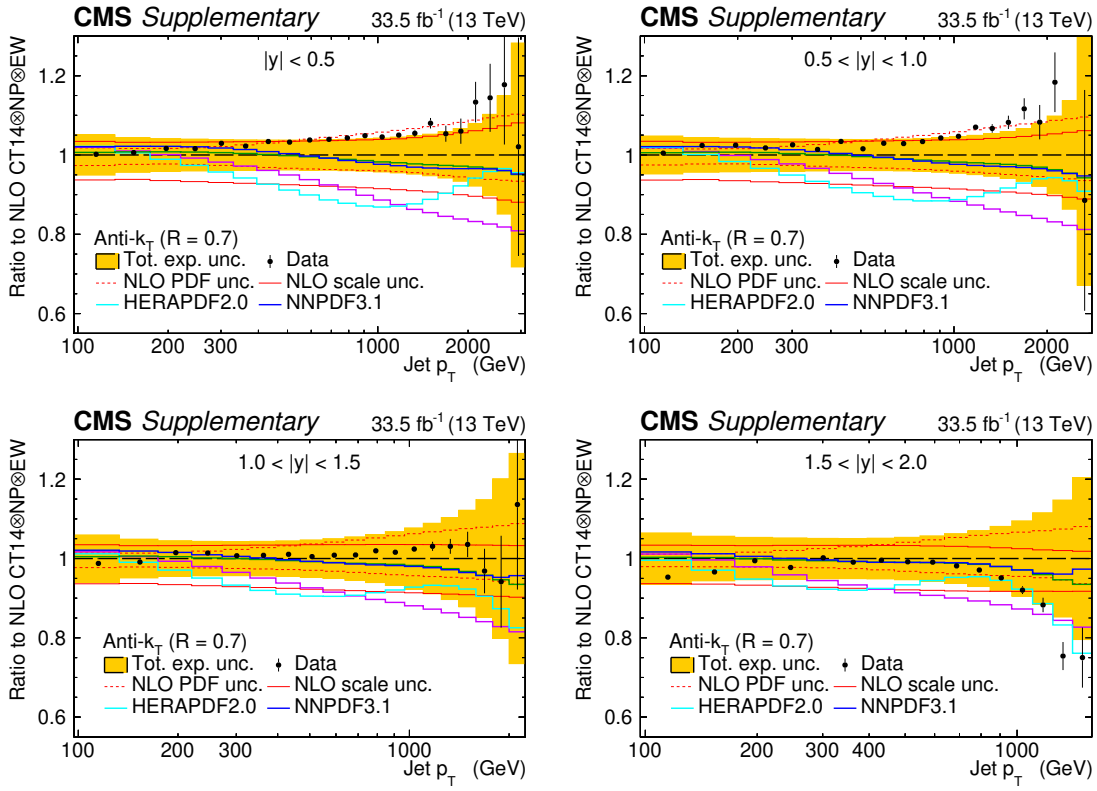 CMS Supplementary 33.5 fb⁻¹ (13 TeV)
Ratio to NLO CT14⊗NP⊗EW
|y| < 0.5
1.2
1
0.8
0.6
Anti-k_T (R = 0.7)
Tot. exp. unc. Data
NLO PDF unc. NLO scale unc.
HERAPDF2.0 NNPDF3.1
100 200 300 1000 2000
Jet p_T (GeV)
CMS Supplementary 33.5 fb⁻¹ (13 TeV)
Ratio to NLO CT14⊗NP⊗EW
0.5 < |y| < 1.0
1.2
1
0.8
0.6
Anti-k_T (R = 0.7)
Tot. exp. unc. Data
NLO PDF unc. NLO scale unc.
HERAPDF2.0 NNPDF3.1
100 200 300 1000 2000
Jet p_T (GeV)
CMS Supplementary 33.5 fb⁻¹ (13 TeV)
Ratio to NLO CT14⊗NP⊗EW
1.0 < |y| < 1.5
1.2
1
0.8
0.6
Anti-k_T (R = 0.7)
Tot. exp. unc. Data
NLO PDF unc. NLO scale unc.
HERAPDF2.0 NNPDF3.1
100 200 300 1000
Jet p_T (GeV)
CMS Supplementary 33.5 fb⁻¹ (13 TeV)
Ratio to NLO CT14⊗NP⊗EW
1.5 < |y| < 2.0
1.2
1
0.8
0.6
Anti-k_T (R = 0.7)
Tot. exp. unc. Data
NLO PDF unc. NLO scale unc.
HERAPDF2.0 NNPDF3.1
100 200 300 400 1000
Jet p_T (GeV)